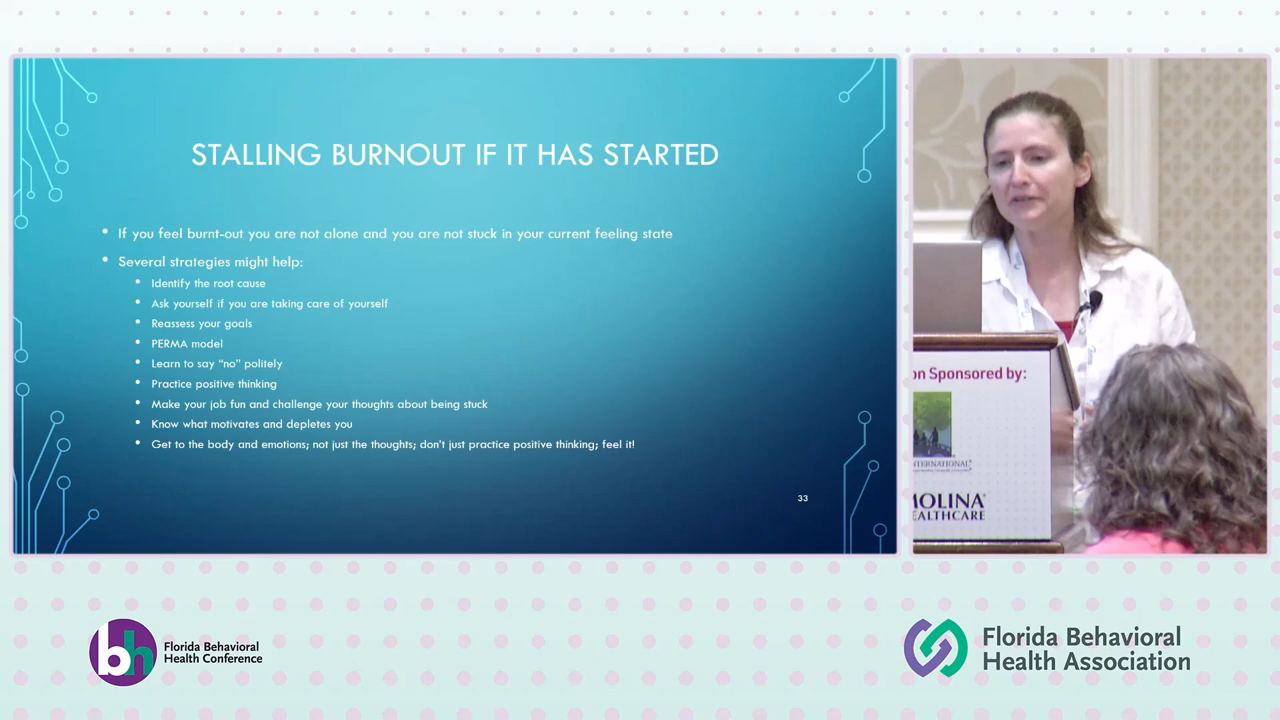 STALLING BURNOUT IF IT HAS STARTED
• If you feel burnt-out you are not alone and you are not stuck in your current feeling state
• Several strategies might help:
• Identify the root cause
• Ask yourself if you are taking care of yourself
• Reassess your goals
• PERMA model
• Learn to say “no” politely
• Practice positive thinking
• Make your job fun and challenge your thoughts about being stuck
• Know what motivates and depletes you
• Get to the body and emotions; not just the thoughts; don't just practice positive thinking; feel it!
33
on Sponsored by:
INTERNATIONAL
MOLINA
HEALTHCARE
bh
Florida Behavioral
Health Conference
Florida Behavioral
Health Association